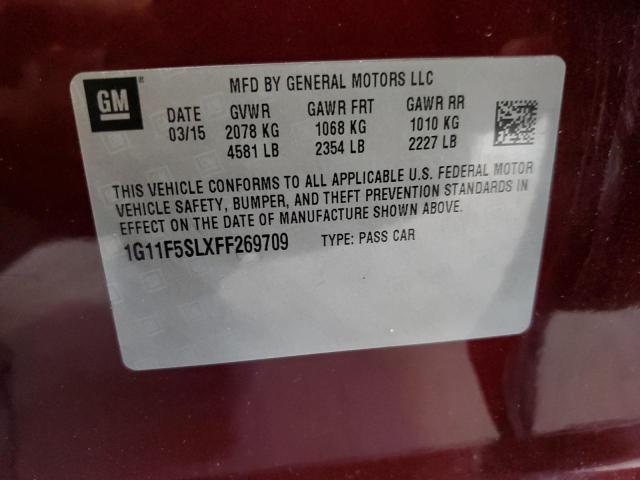 GM
MFD BY GENERAL MOTORS LLC
DATE GVWR GAWR FRT GAWR RR
03/15 2078 KG 1068 KG 1010 KG
4581 LB 2354 LB 2227 LB
THIS VEHICLE CONFORMS TO ALL APPLICABLE U.S. FEDERAL MOTOR
VEHICLE SAFETY, BUMPER, AND THEFT PREVENTION STANDARDS IN
EFFECT ON THE DATE OF MANUFACTURE SHOWN ABOVE.
1G11F5SLXFF269709 TYPE: PASS CAR